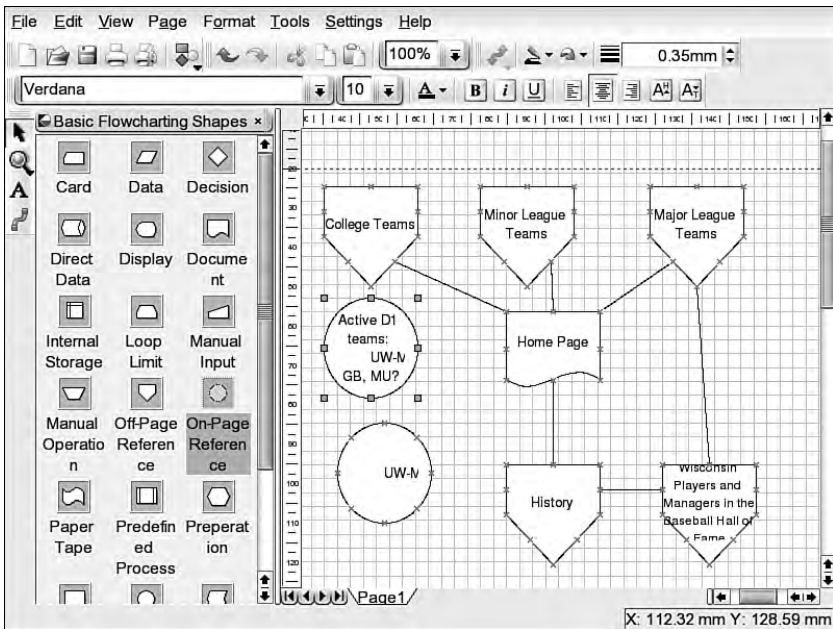 File Edit View Page Format Tools Settings Help
100% 0.35mm
Verdana 10 A B i U
Basic Flowcharting Shapes ×
A
Card Data Decision
Direct Data
Display
Docume
nt
Internal
Storage
Loop
Limit
Manual
Input
Manual
Operatio
n
Off-Page
Referen
ce
On-Page
Referen
ce
Paper
Tape
Predefin
ed
Process
Preperat
ion
College Teams
Minor League
Teams
Major League
Teams
Active D1
teams:
UW-M
GB, MU?
Home Page
UW-M
History
Wisconsin
Players and
Managers in the
Baseball Hall of
Fame
Page1
X: 112.32 mm Y: 128.59 mm